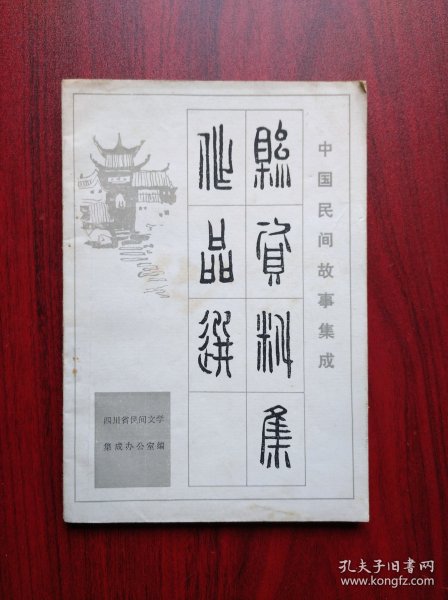 中国民间故事集成
縣資料集
作品選
四川省民间文学
集成办公室编
孔夫子旧书网
www.kongfz.com